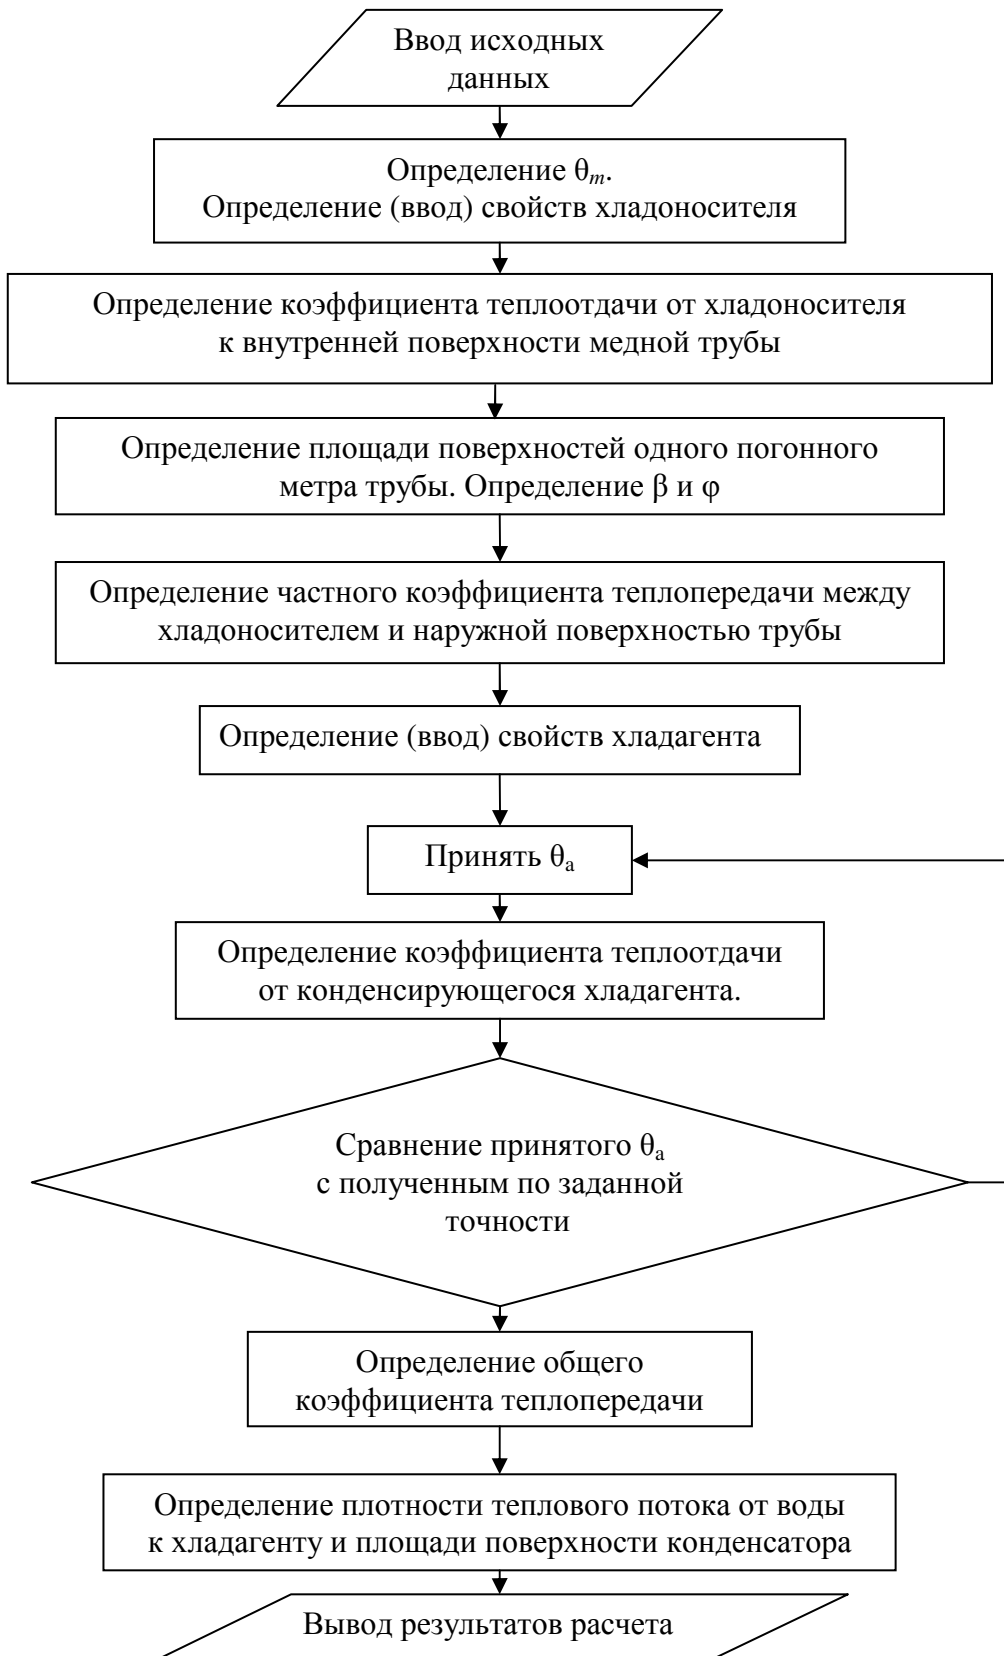 Ввод исходных
данных
Определение θm.
Определение (ввод) свойств хладоносителя
Определение коэффициента теплоотдачи от хладоносителя
к внутренней поверхности медной трубы
Определение площади поверхностей одного погонного
метра трубы. Определение β и φ
Определение частного коэффициента теплопередачи между
хладоносителем и наружной поверхностью трубы
Определение (ввод) свойств хладагента
Принять θа
Определение коэффициента теплоотдачи
от конденсирующегося хладагента.
Сравнение принятого θа
с полученным по заданной
точности
Определение общего
коэффициента теплопередачи
Определение плотности теплового потока от воды
к хладагенту и площади поверхности конденсатора
Вывод результатов расчета